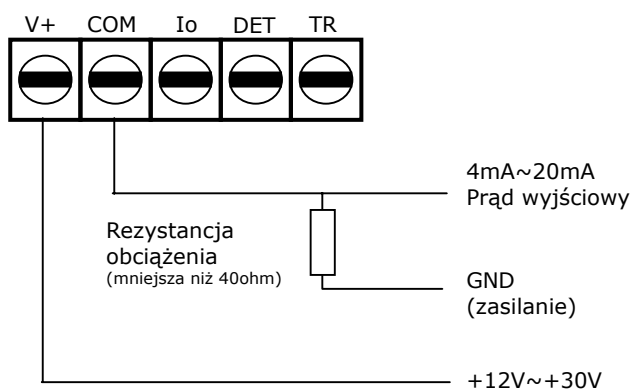 V+ COM Io DET TR
4mA~20mA
Prąd wyjściowy
Rezystancja
obciążenia
(mniejsza niż 40ohm)
GND
(zasilanie)
+12V~+30V